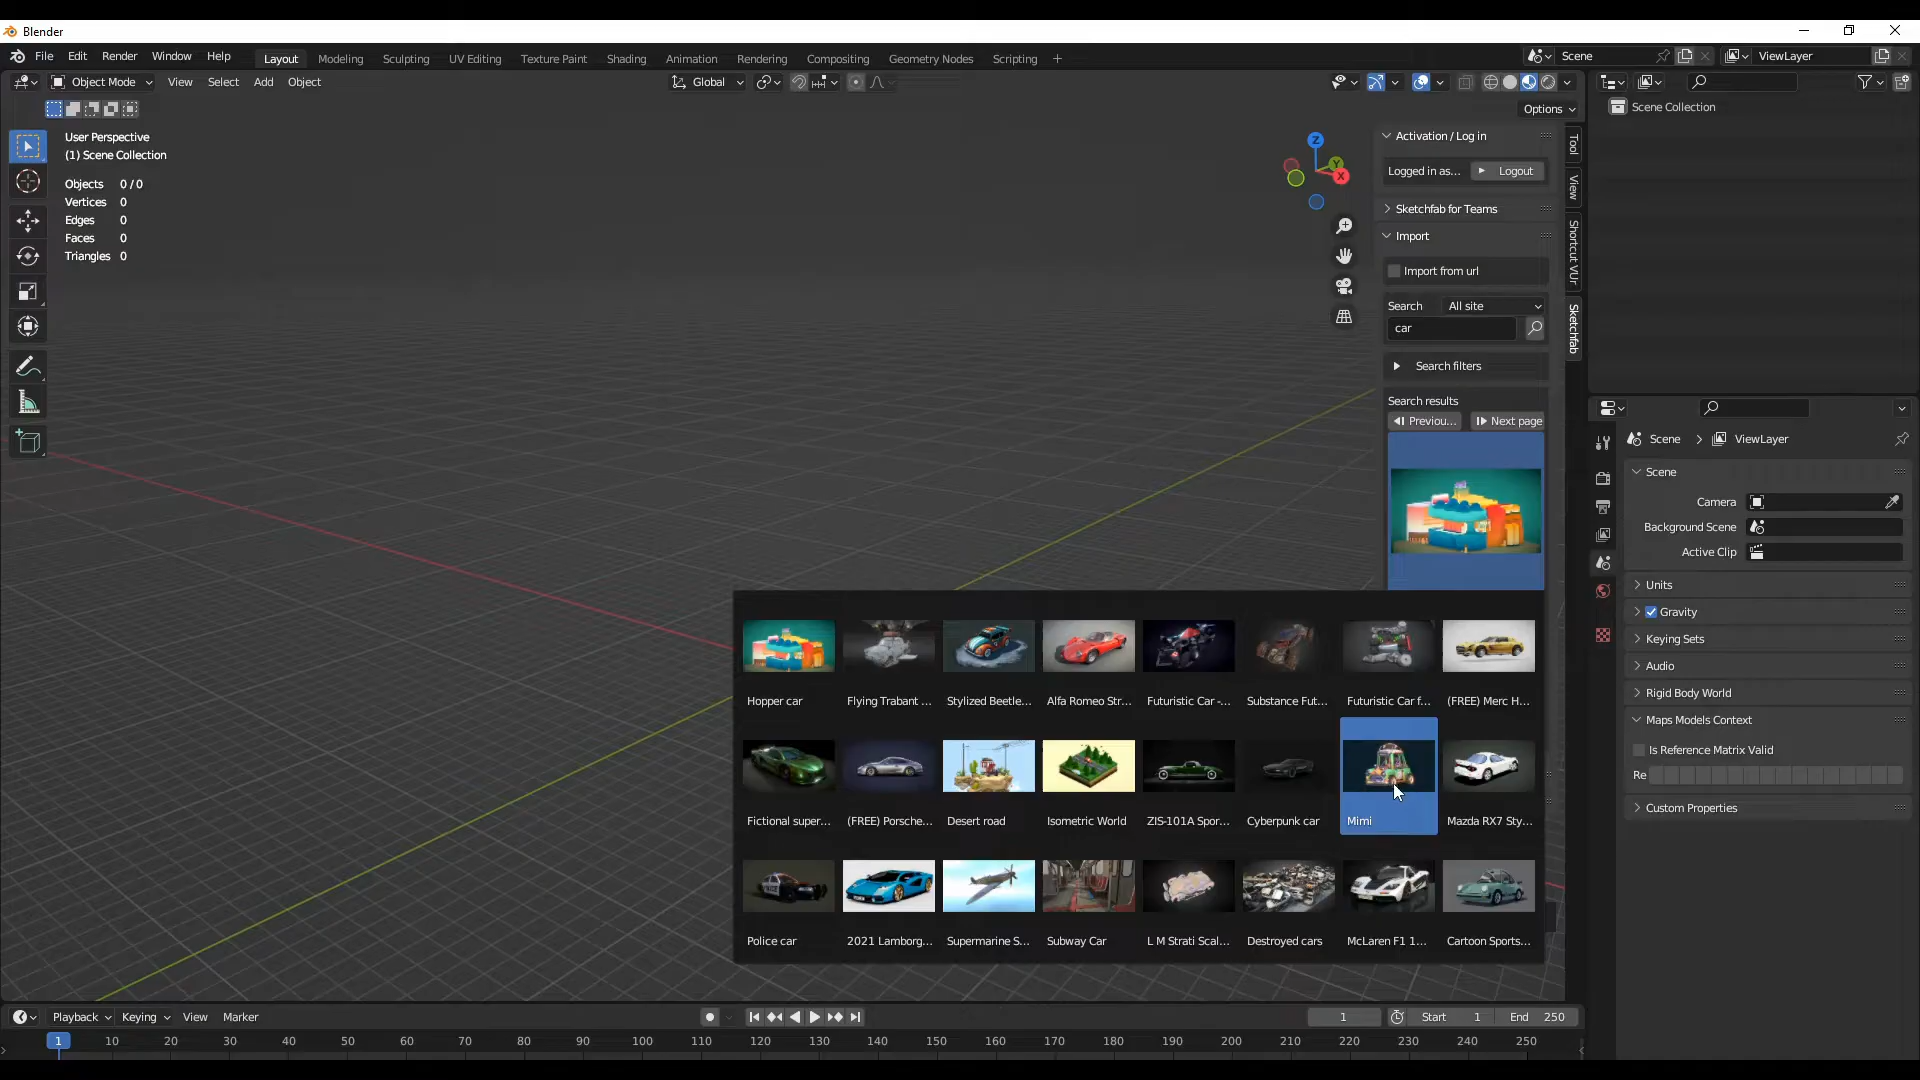 Blender
File Edit Render Window Help Layout Modeling Sculpting UV Editing Texture Paint Shading Animation Rendering Compositing Geometry Nodes Scripting + Scene ViewLayer
Object Mode View Select Add Object Global
Options
User Perspective
(1) Scene Collection
Objects 0 / 0
Vertices 0
Edges 0
Faces 0
Triangles 0
Z
Y
X
Activation / Log in
Logged in as... Logout
Sketchfab for Teams
Import
Import from url
Search All site
car
Search filters
Search results
Previou... Next page
Tool
View
Shortcut VUr
Sketchfab
Hopper car Flying Trabant ... Stylized Beetle... Alfa Romeo Str... Futuristic Car -... Substance Fut... Futuristic Car f... (FREE) Merc H...
Fictional super... (FREE) Porsche... Desert road Isometric World ZIS-101A Spor... Cyberpunk car Mimi Mazda RX7 Sty...
Police car 2021 Lamborg... Supermarine S... Subway Car L M Strati Scal... Destroyed cars McLaren F1 1... Cartoon Sports...
Scene Collection
Scene > ViewLayer
Scene
Camera
Background Scene
Active Clip
Units
Gravity
Keying Sets
Audio
Rigid Body World
Maps Models Context
Is Reference Matrix Valid
Re
Custom Properties
Playback Keying View Marker 1 Start 1 End 250
1 10 20 30 40 50 60 70 80 90 100 110 120 130 140 150 160 170 180 190 200 210 220 230 240 250